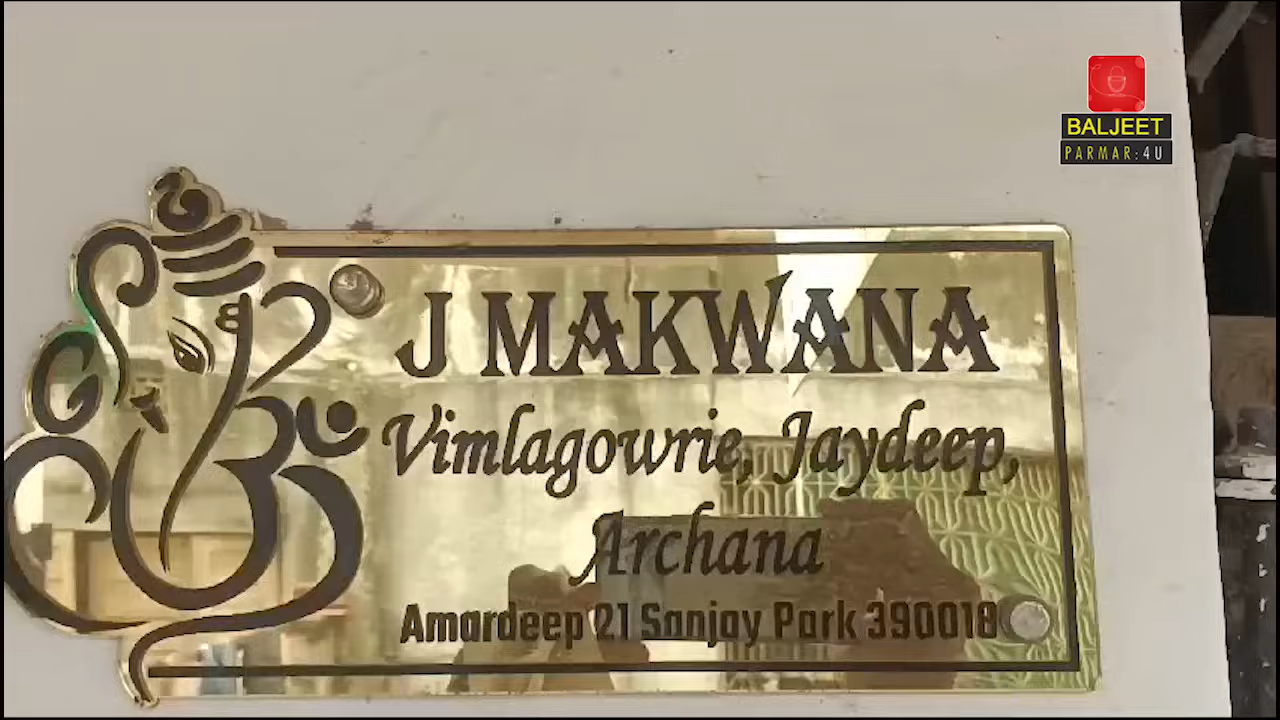 BALJEET
PARMAR:4U
J MAKWANA
Vimlagowrie, Jaydeep,
Archana
Amardeep 21 Sanjay Park 390018